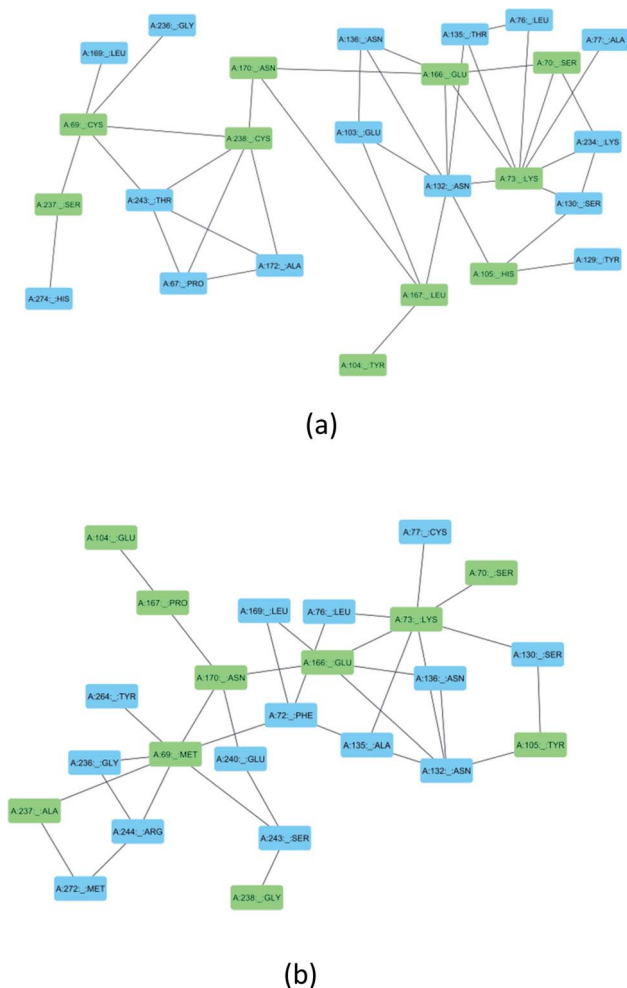 A:236:_:GLY
A:169:_:LEU
A:136:_:ASN
A:135:_:THR
A:76:_:LEU
A:77:_:ALA
A:170:_:ASN
A:166:_:GLU
A:70:_:SER
A:69:_:CYS
A:238:_:CYS
A:103:_:GLU
A:234:_:LYS
A:237:_:SER
A:243:_:THR
A:132:_:ASN
A:73:_:LYS
A:130:_:SER
A:274:_:HIS
A:67:_:PRO
A:172:_:ALA
A:105:_:HIS
A:129:_:TYR
A:167:_:LEU
A:104:_:TYR
(a)
A:104:_:GLU
A:77:_:CYS
A:70:_:SER
A:167:_:PRO
A:169:_:LEU
A:76:_:LEU
A:73:_:LYS
A:130:_:SER
A:264:_:TYR
A:170:_:ASN
A:166:_:GLU
A:136:_:ASN
A:72:_:PHE
A:69:_:MET
A:236:_:GLY
A:240:_:GLU
A:135:_:ALA
A:132:_:ASN
A:105:_:TYR
A:237:_:ALA
A:244:_:ARG
A:243:_:SER
A:272:_:MET
A:238:_:GLY
(b)